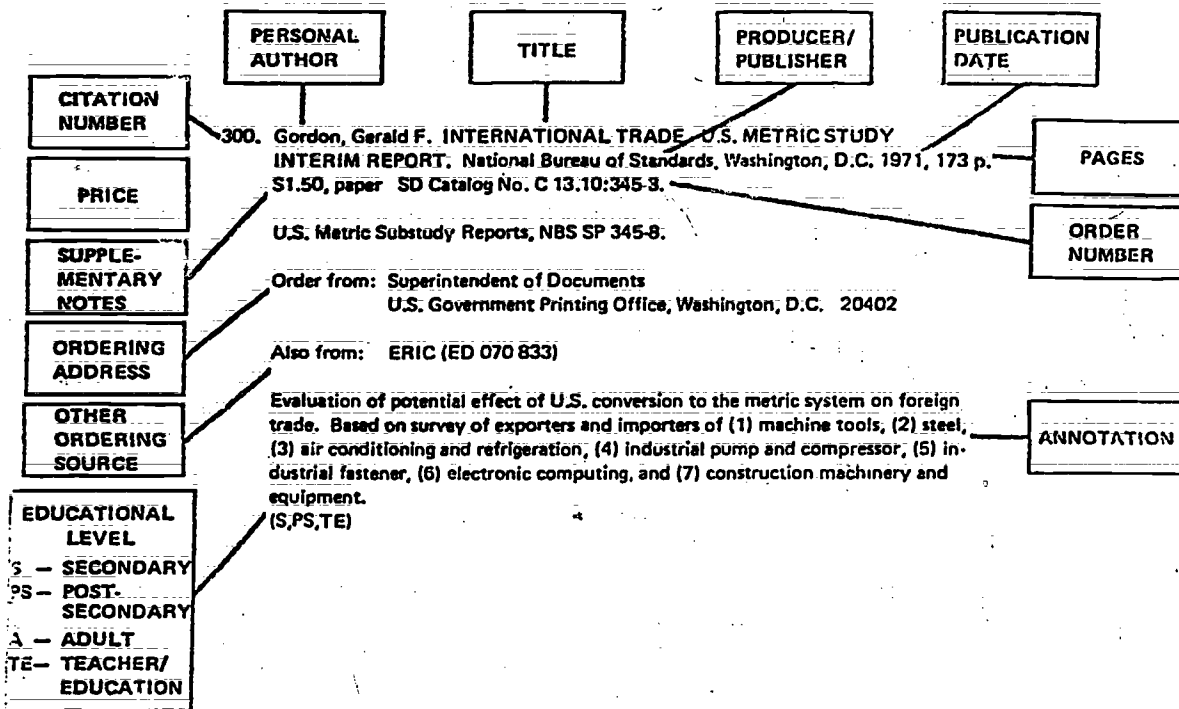 PERSONAL
AUTHOR
TITLE
PRODUCER/
PUBLISHER
PUBLICATION
DATE
CITATION
NUMBER
PRICE
SUPPLE-
MENTARY
NOTES
ORDERING
ADDRESS
OTHER
ORDERING
SOURCE
EDUCATIONAL
LEVEL
S — SECONDARY
PS — POST-
SECONDARY
A — ADULT
TE— TEACHER/
EDUCATION
300. Gordon, Gerald F. INTERNATIONAL TRADE U.S. METRIC STUDY
INTERIM REPORT. National Bureau of Standards, Washington, D.C. 1971, 173 p.
$1.50, paper SD Catalog No. C 13.10:345-3.
U.S. Metric Substudy Reports, NBS SP 345-8.
Order from: Superintendent of Documents
U.S. Government Printing Office, Washington, D.C. 20402
Also from: ERIC (ED 070 833)
Evaluation of potential effect of U.S. conversion to the metric system on foreign
trade. Based on survey of exporters and importers of (1) machine tools, (2) steel,
(3) air conditioning and refrigeration, (4) industrial pump and compressor, (5) in-
dustrial fastener, (6) electronic computing, and (7) construction machinery and
equipment.
(S,PS,TE)
PAGES
ORDER
NUMBER
ANNOTATION